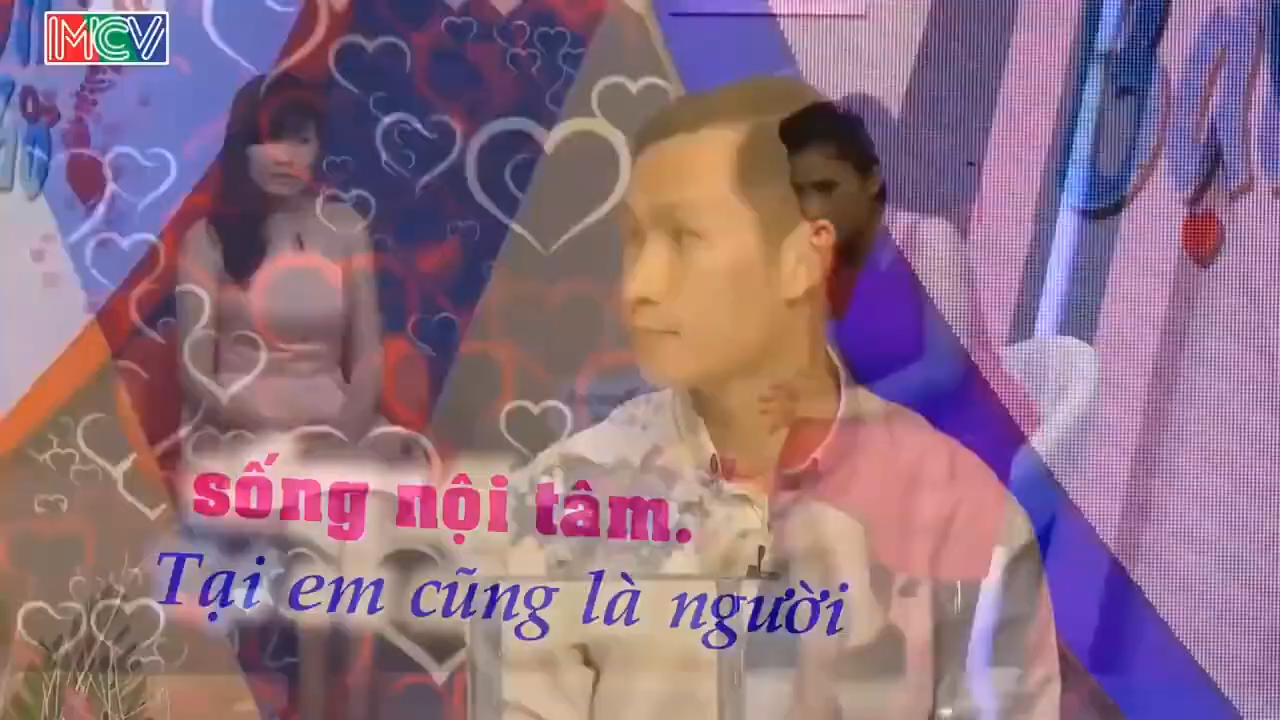 MCV
sống nội tâm.
Tại em cũng là người